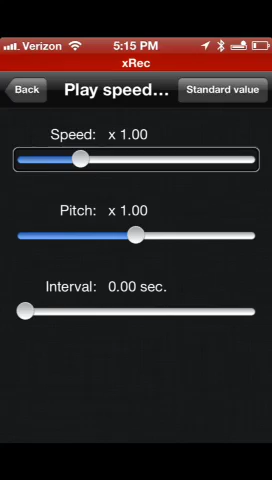 Verizon 5:15 PM
xRec
Back Play speed... Standard value
Speed: x 1.00
Pitch: x 1.00
Interval: 0.00 sec.